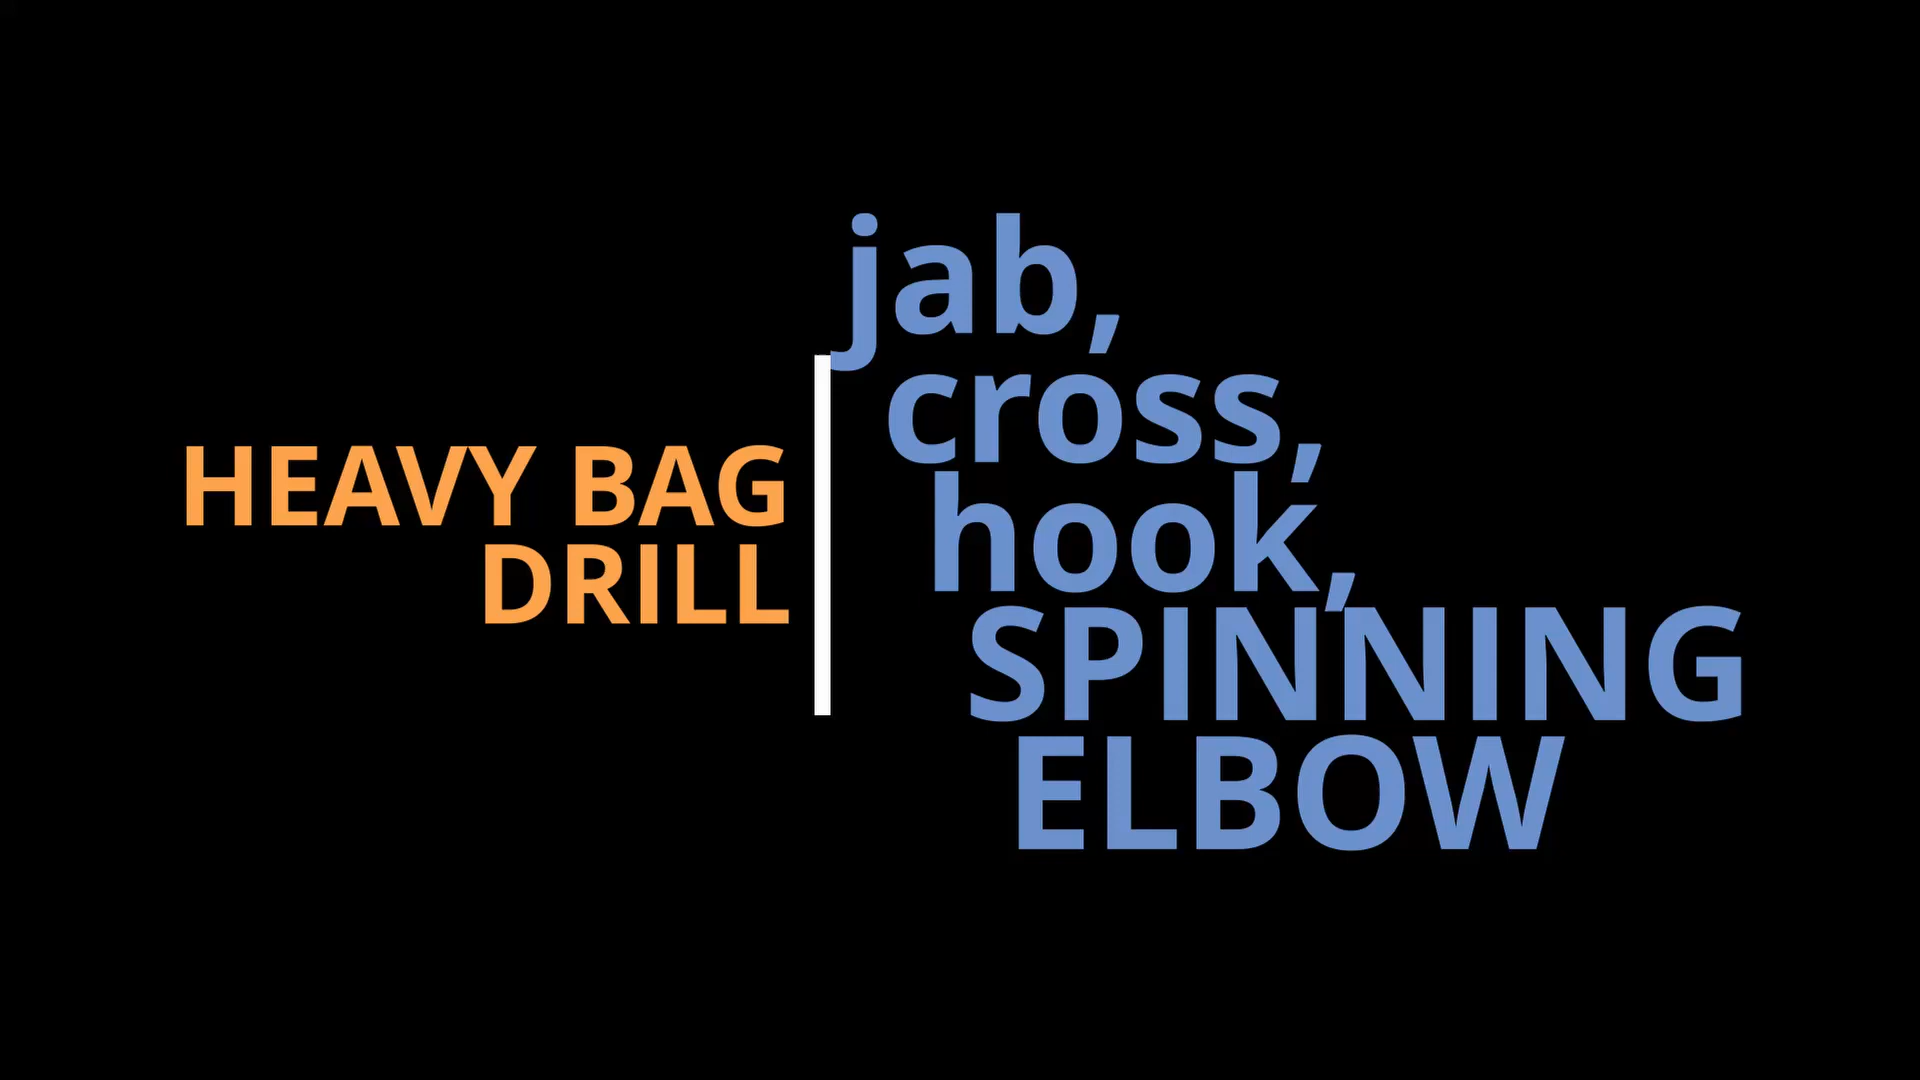 HEAVY BAG
DRILL
jab,
cross,
hook,
SPINNING
ELBOW